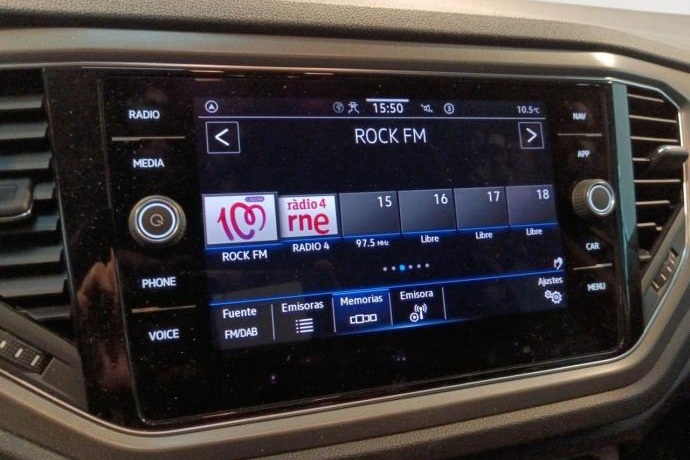 RADIO
MEDIA
PHONE
VOICE
15:50
3
10.5°C
ROCK FM
100
ROCK FM
ràdio 4
rne
RADIO 4
15
97.5 MHz
16
Libre
17
Libre
18
Libre
Fuente
FM/DAB
Emisoras
Memorias
Emisora
Ajustes
NAV
APP
CAR
MENU